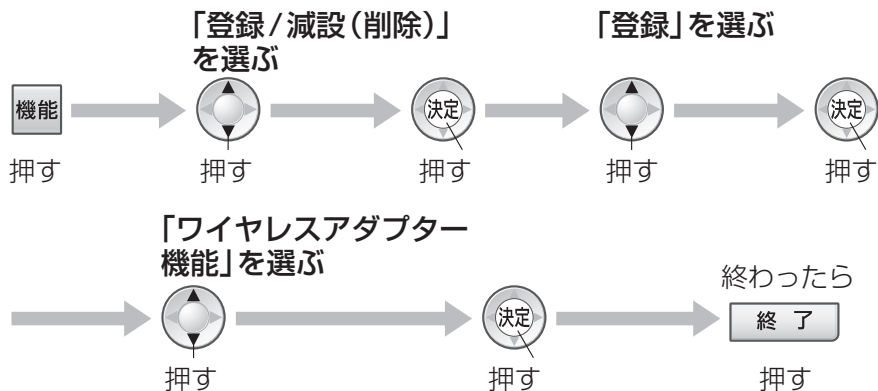 「登録/減設(削除)」
を選ぶ
「登録」を選ぶ
機能
決定
決定
押す
押す
押す
押す
押す
「ワイヤレスアダプター
機能」を選ぶ
終わったら
決定
終 了
押す
押す
押す